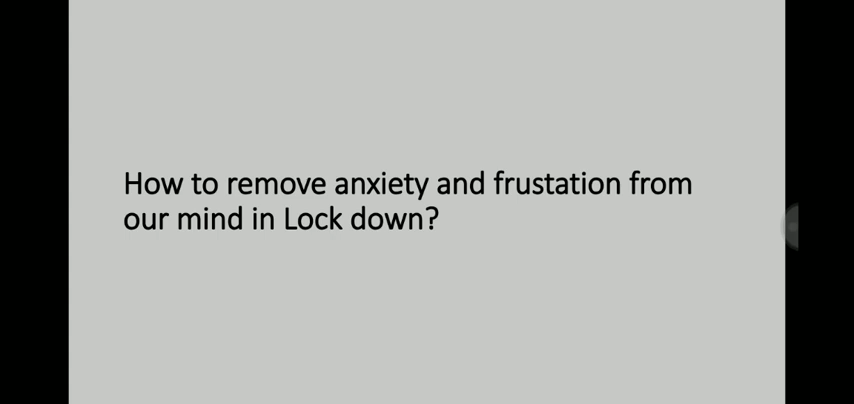 How to remove anxiety and frustation from
our mind in Lock down?